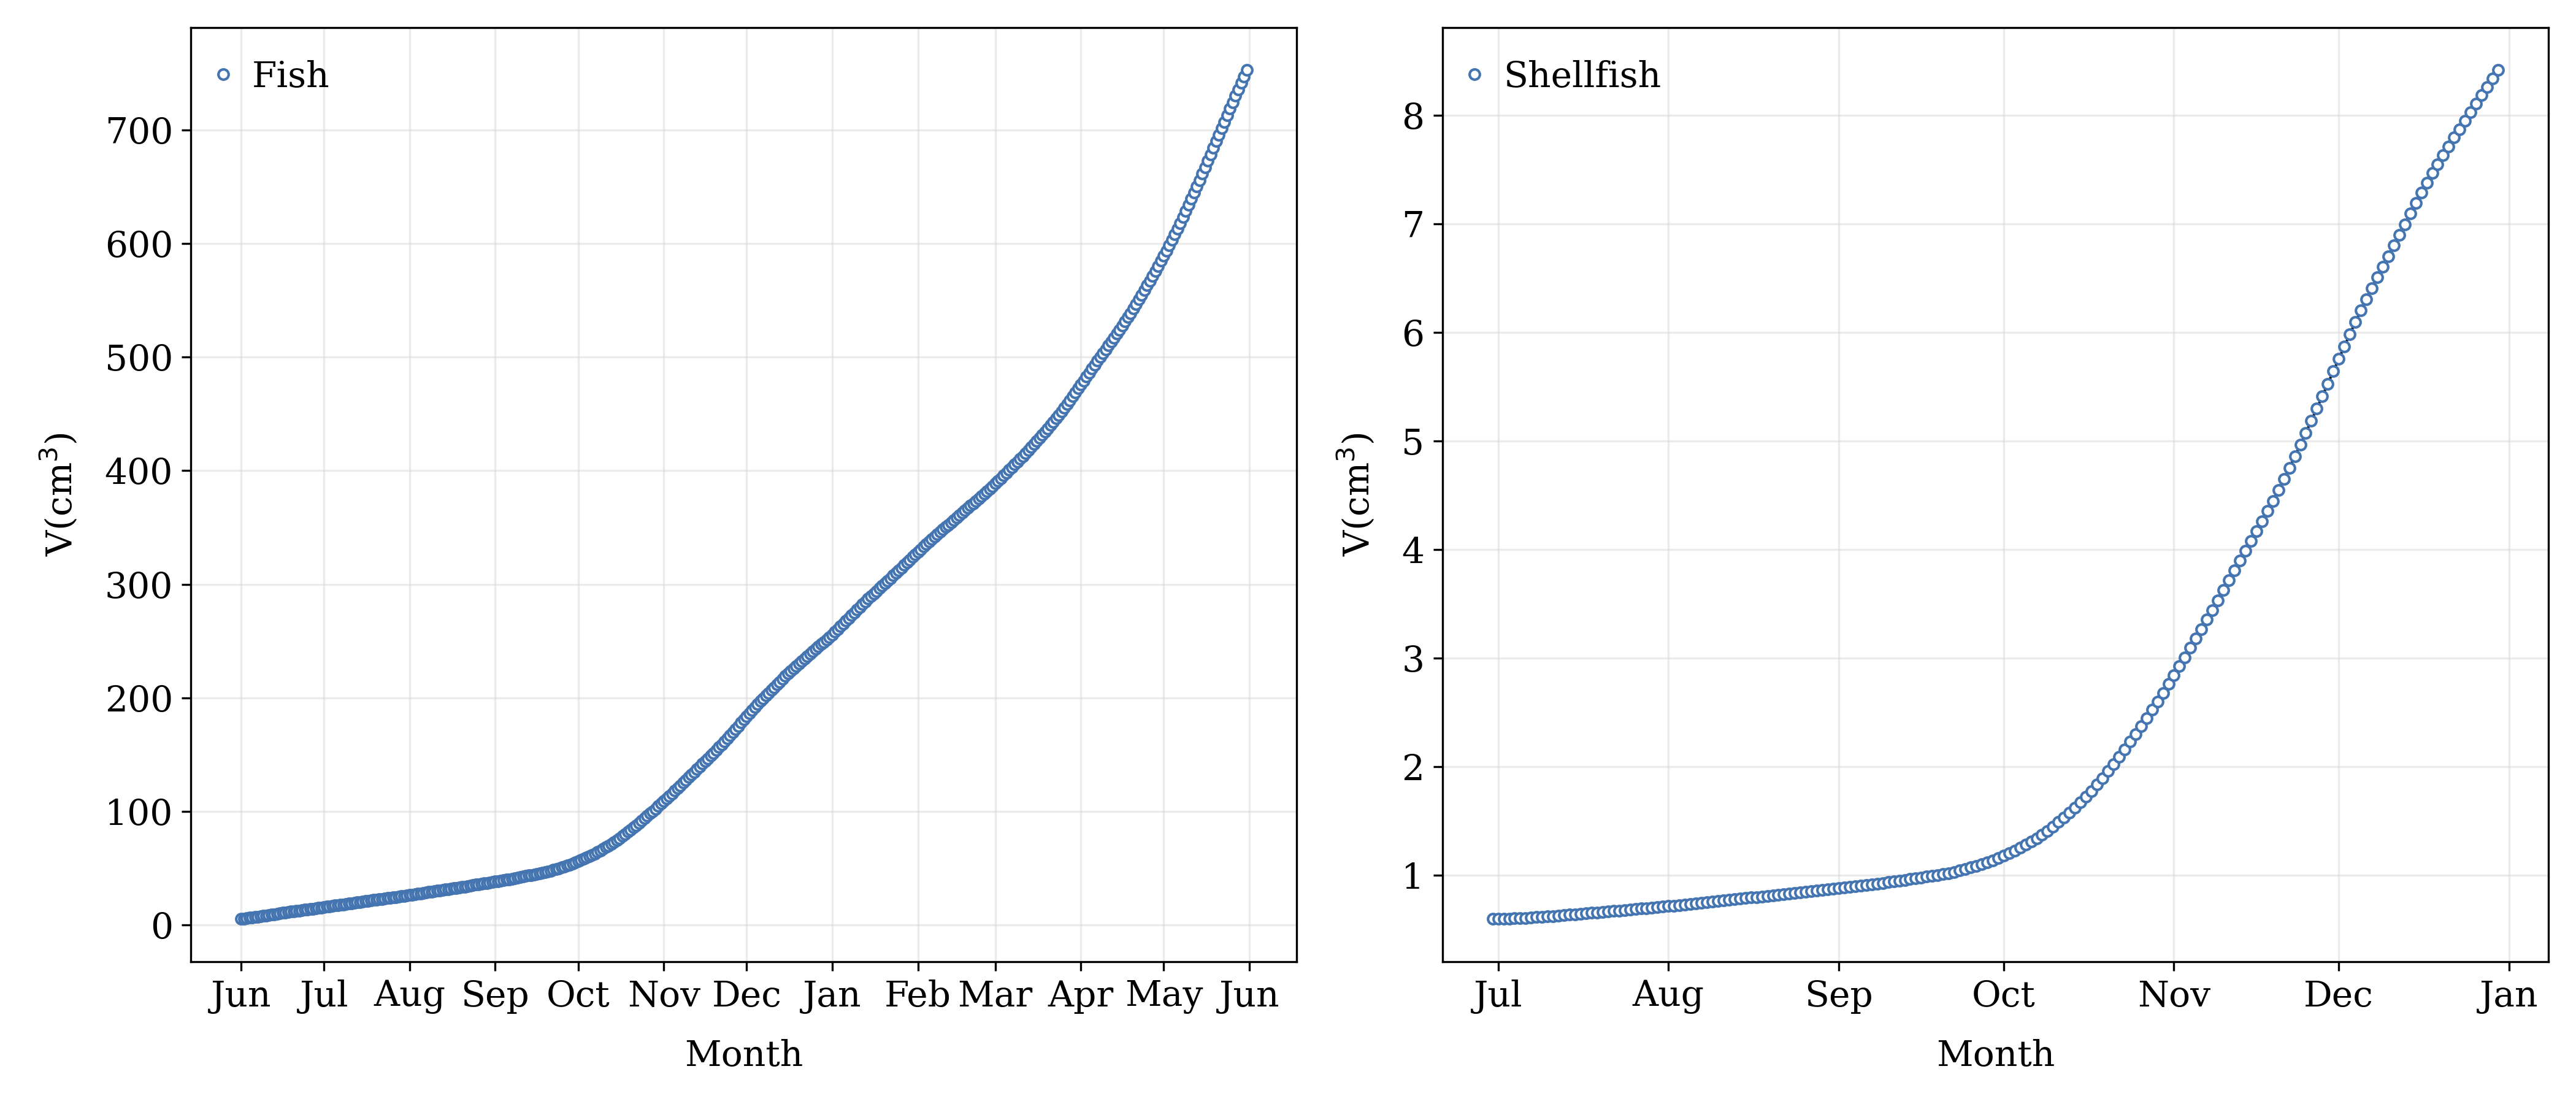 Fish
V(cm³)
700
600
500
400
300
200
100
0
Jun Jul Aug Sep Oct Nov Dec Jan Feb Mar Apr May Jun
Month
Shellfish
V(cm³)
8
7
6
5
4
3
2
1
Jul Aug Sep Oct Nov Dec Jan
Month